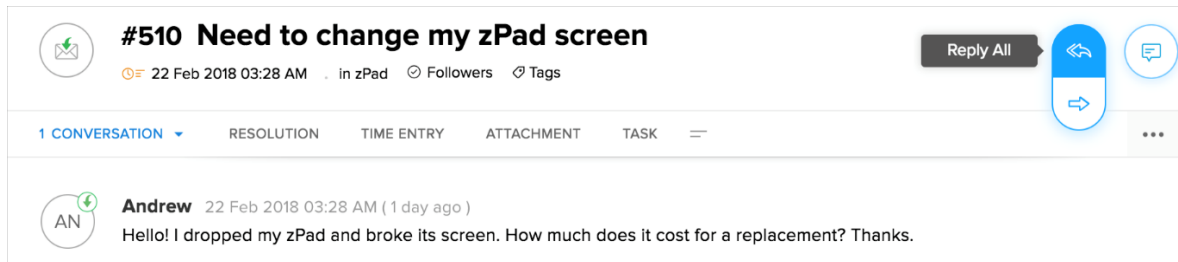 #510 Need to change my zPad screen
Reply All
22 Feb 2018 03:28 AM . in zPad Followers Tags
1 CONVERSATION RESOLUTION TIME ENTRY ATTACHMENT TASK
AN
Andrew 22 Feb 2018 03:28 AM ( 1 day ago )
Hello! I dropped my zPad and broke its screen. How much does it cost for a replacement? Thanks.